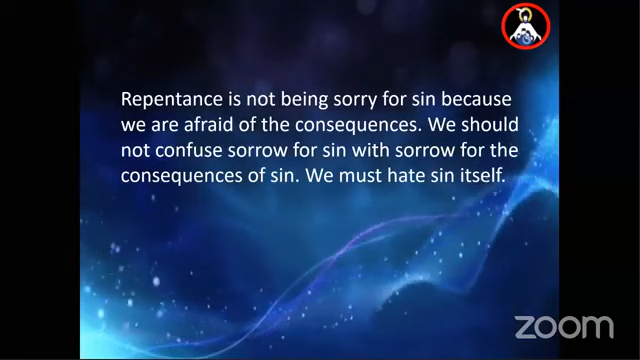 Repentance is not being sorry for sin because
we are afraid of the consequences. We should
not confuse sorrow for sin with sorrow for the
consequences of sin. We must hate sin itself.
zoom